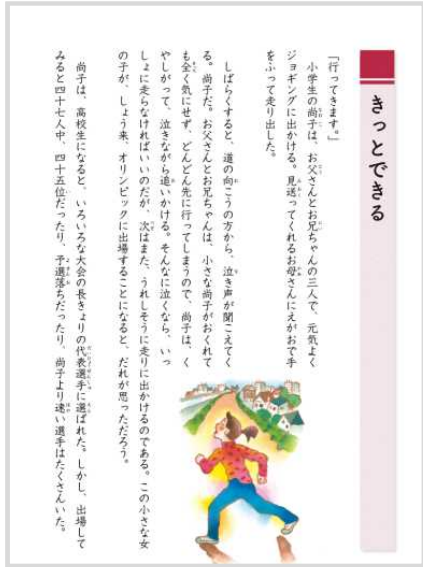 きっとできる
「行ってきます。」
小学生の尚子は、お父さんとお兄ちゃんの三人で、元気よく
ジョギングに出かける。見送ってくれるお母さんにえがおで手
をふって走り出した。
しばらくすると、道の向こうの方から、泣き声が聞こえてく
る。尚子だ。お父さんとお兄ちゃんは、小さな尚子がおくれて
も全く気にせず、どんどん先に行ってしまうので、尚子は、く
やしがって、泣きながら追いかける。そんなに泣くなら、いっ
しょに走らなければいいのだが、次はまた、うれしそうに走りに出かけるのである。この小さな女
の子が、しょう来、オリンピックに出場することになると、だれが思っただろう。
尚子は、高校生になると、いろいろな大会の長きょりの代表選手に選ばれた。しかし、出場して
みると四十七人中、四十五位だったり、予選落ちだったり、尚子より速い選手はたくさんいた。